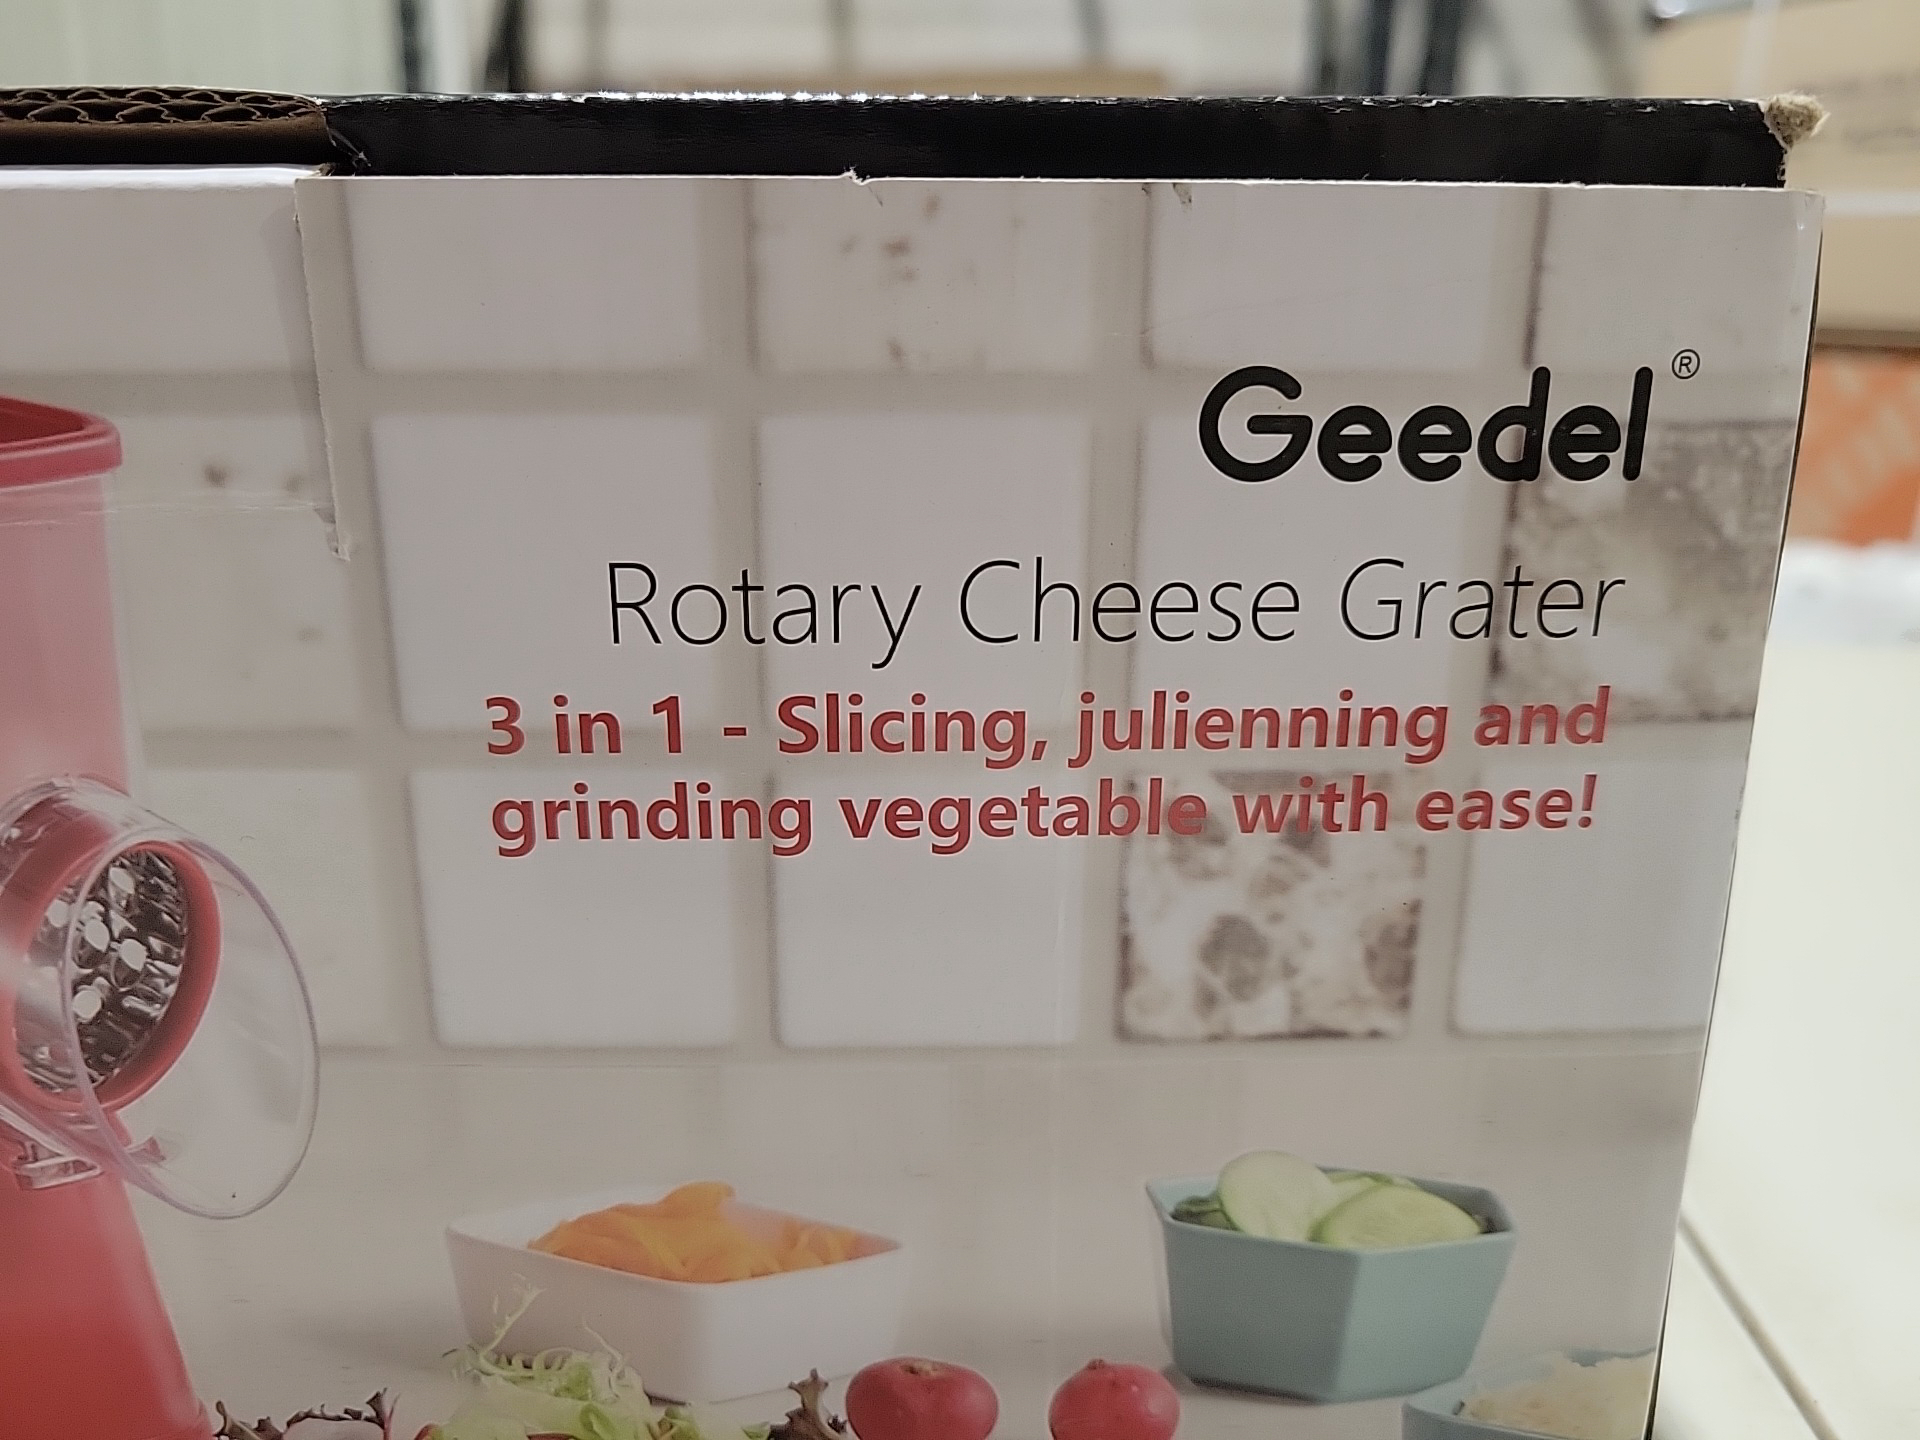 Geedel®
Rotary Cheese Grater
3 in 1 - Slicing, julienning and
grinding vegetable with ease!